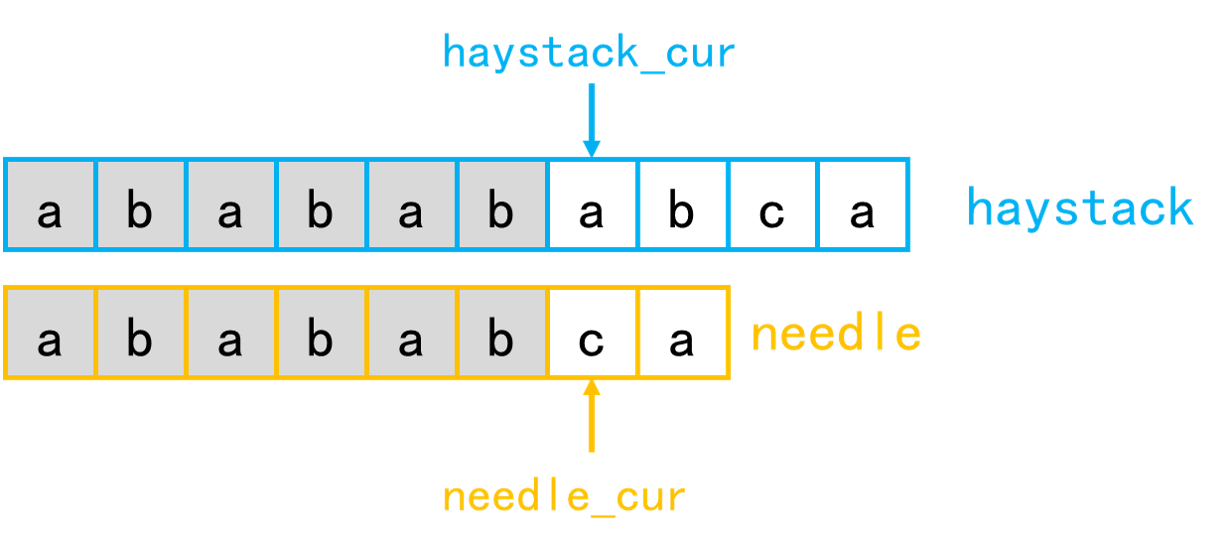 haystack_cur
a b a b a b a b c a haystack
a b a b a b c a needle
needle_cur